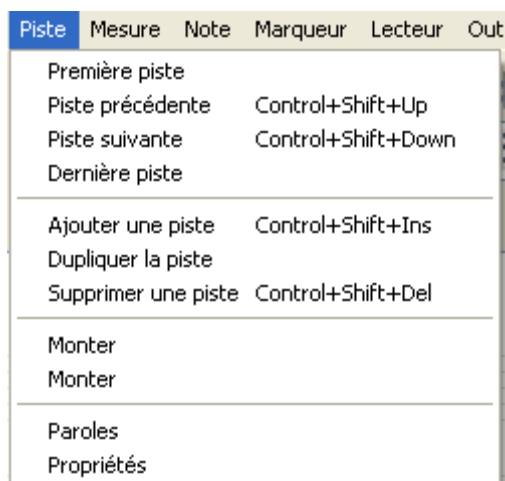 Piste Mesure Note Marqueur Lecteur Out
Première piste
Piste précédente Control+Shift+Up
Piste suivante Control+Shift+Down
Dernière piste
Ajouter une piste Control+Shift+Ins
Dupliquer la piste
Supprimer une piste Control+Shift+Del
Monter
Monter
Paroles
Propriétés